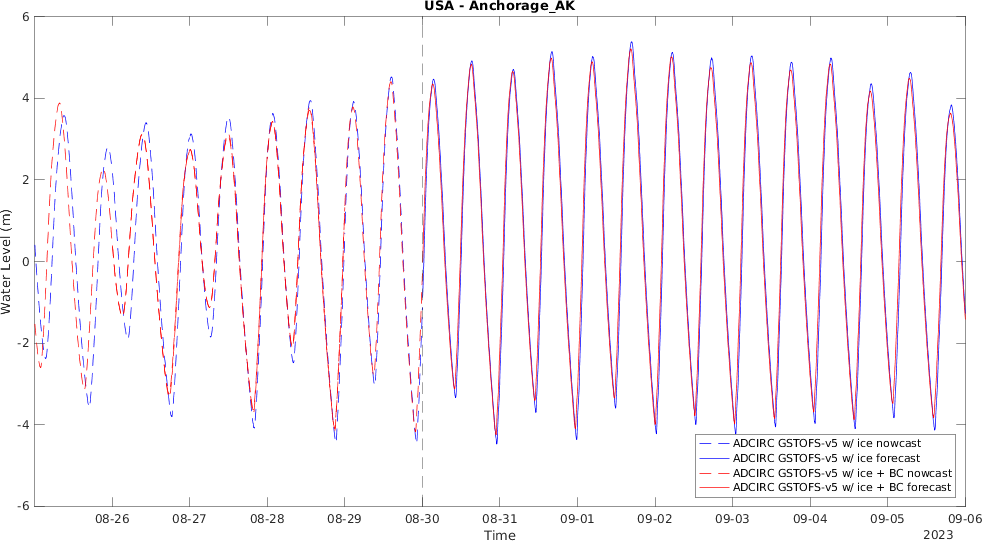 USA - Anchorage_AK
6
4
2
0
-2
-4
-6
Water Level (m)
ADCIRC GSTOFS-v5 w/ ice nowcast
ADCIRC GSTOFS-v5 w/ ice forecast
ADCIRC GSTOFS-v5 w/ ice + BC nowcast
ADCIRC GSTOFS-v5 w/ ice + BC forecast
08-26 08-27 08-28 08-29 08-30 08-31 09-01 09-02 09-03 09-04 09-05 09-06
Time
2023